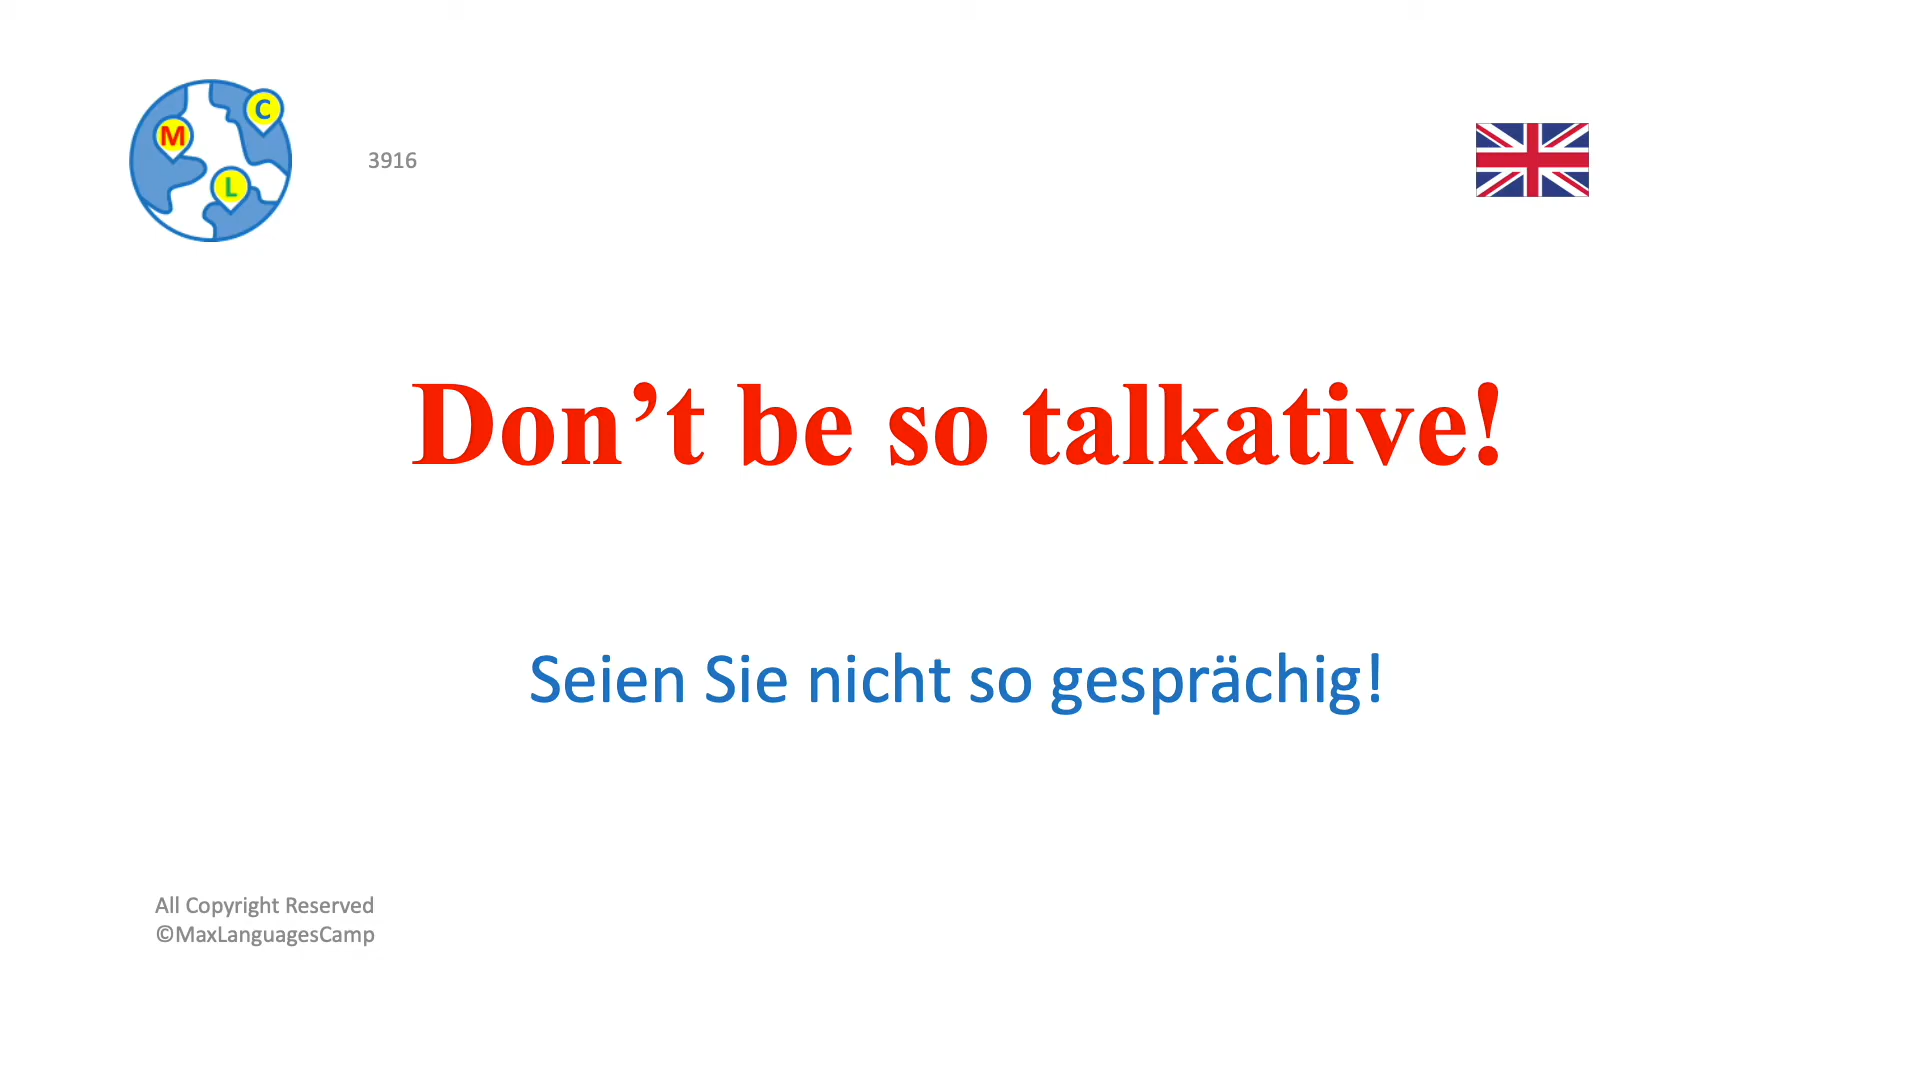 M
C
L
3916
Don’t be so talkative!
Seien Sie nicht so gesprächig!
All Copyright Reserved
©MaxLanguagesCamp